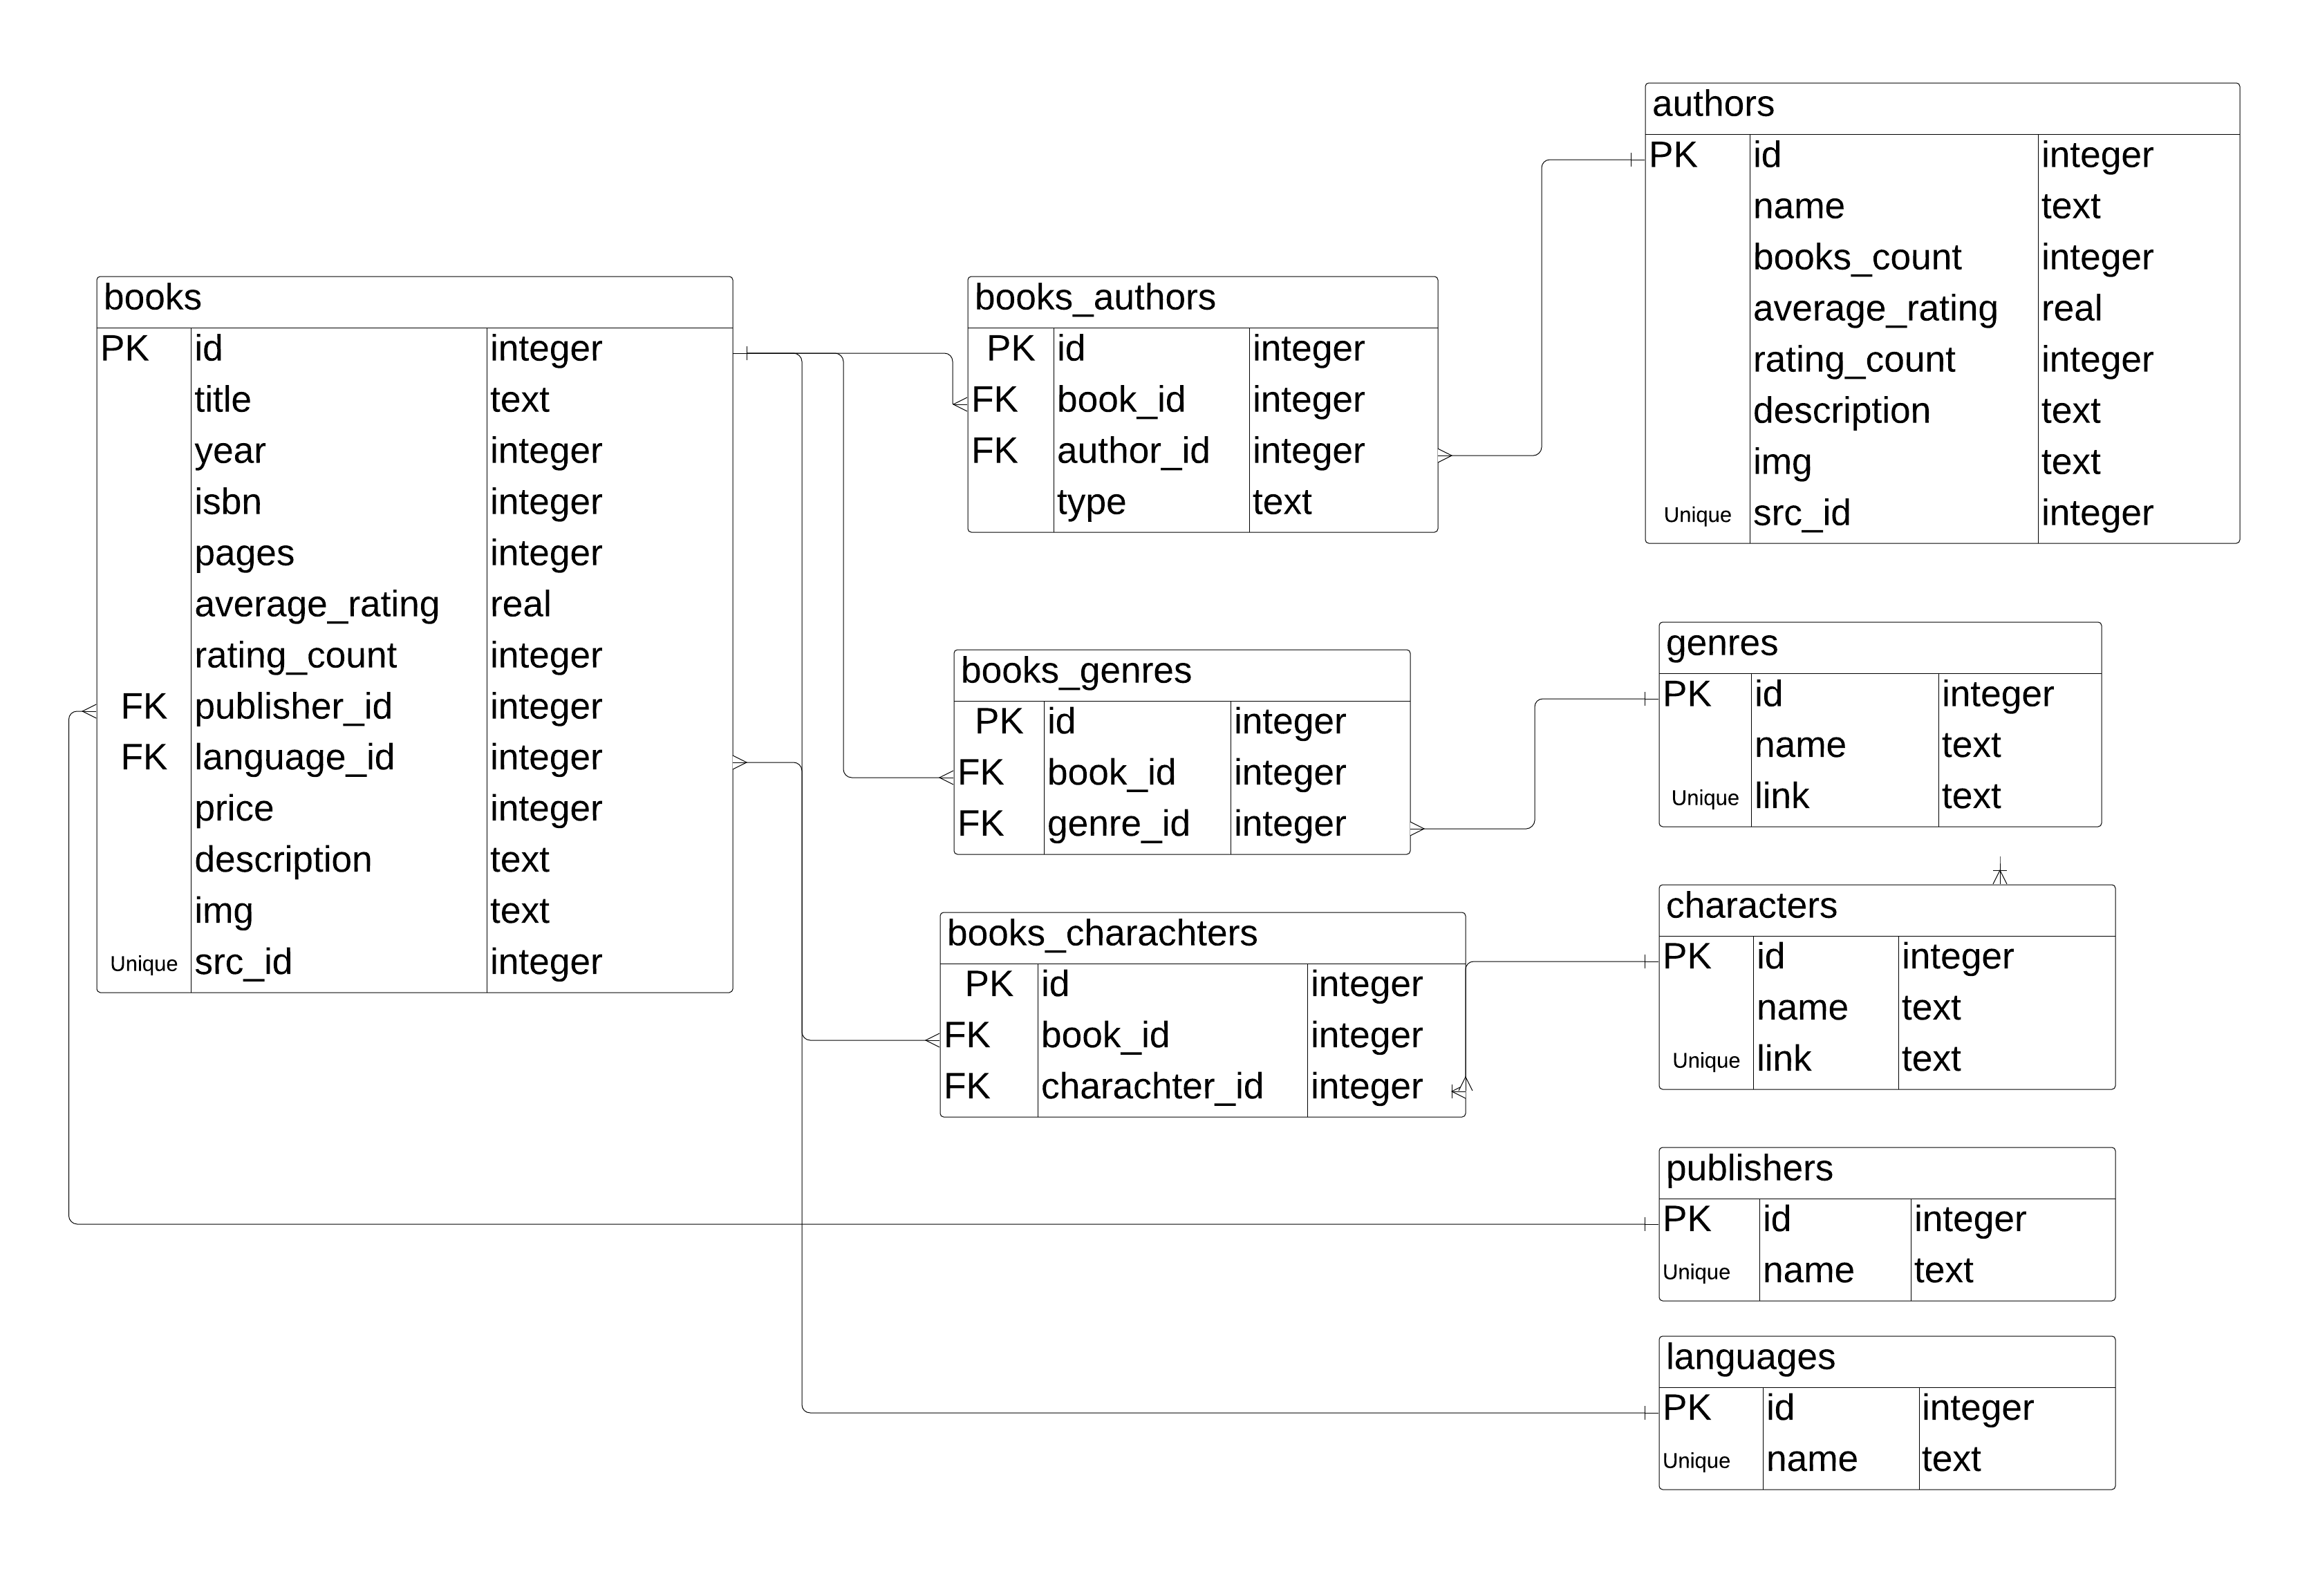 books
PK id integer
title text
year integer
isbn integer
pages integer
average_rating real
rating_count integer
FK publisher_id integer
FK language_id integer
price integer
description text
img text
Unique src_id integer
books_authors
PK id integer
FK book_id integer
FK author_id integer
type text
authors
PK id integer
name text
books_count integer
average_rating real
rating_count integer
description text
img text
Unique src_id integer
books_genres
PK id integer
FK book_id integer
FK genre_id integer
genres
PK id integer
name text
Unique link text
books_charachters
PK id integer
FK book_id integer
FK charachter_id integer
characters
PK id integer
name text
Unique link text
publishers
PK id integer
Unique name text
languages
PK id integer
Unique name text